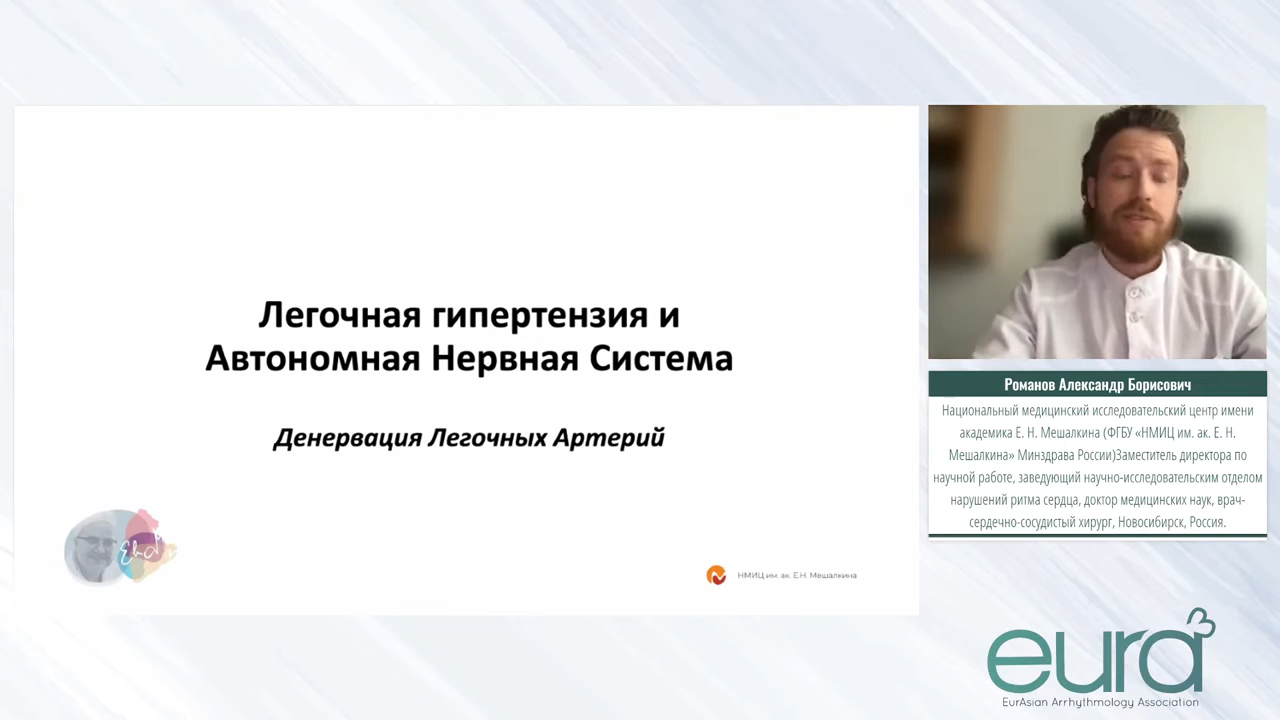 Легочная гипертензия и
Автономная Нервная Система
Денервация Легочных Артерий
НМИЦ им. ак. Е.Н. Мешалкина
Романов Александр Борисович
Национальный медицинский исследовательский центр имени
академика Е. Н. Мешалкина (ФГБУ «НМИЦ им. ак. Е. Н.
Мешалкина» Минздрава России)Заместитель директора по
научной работе, заведующий научно-исследовательским отделом
нарушений ритма сердца, доктор медицинских наук, врач-
сердечно-сосудистый хирург, Новосибирск, Россия.
eura
EurAsian Arrhythmology Association